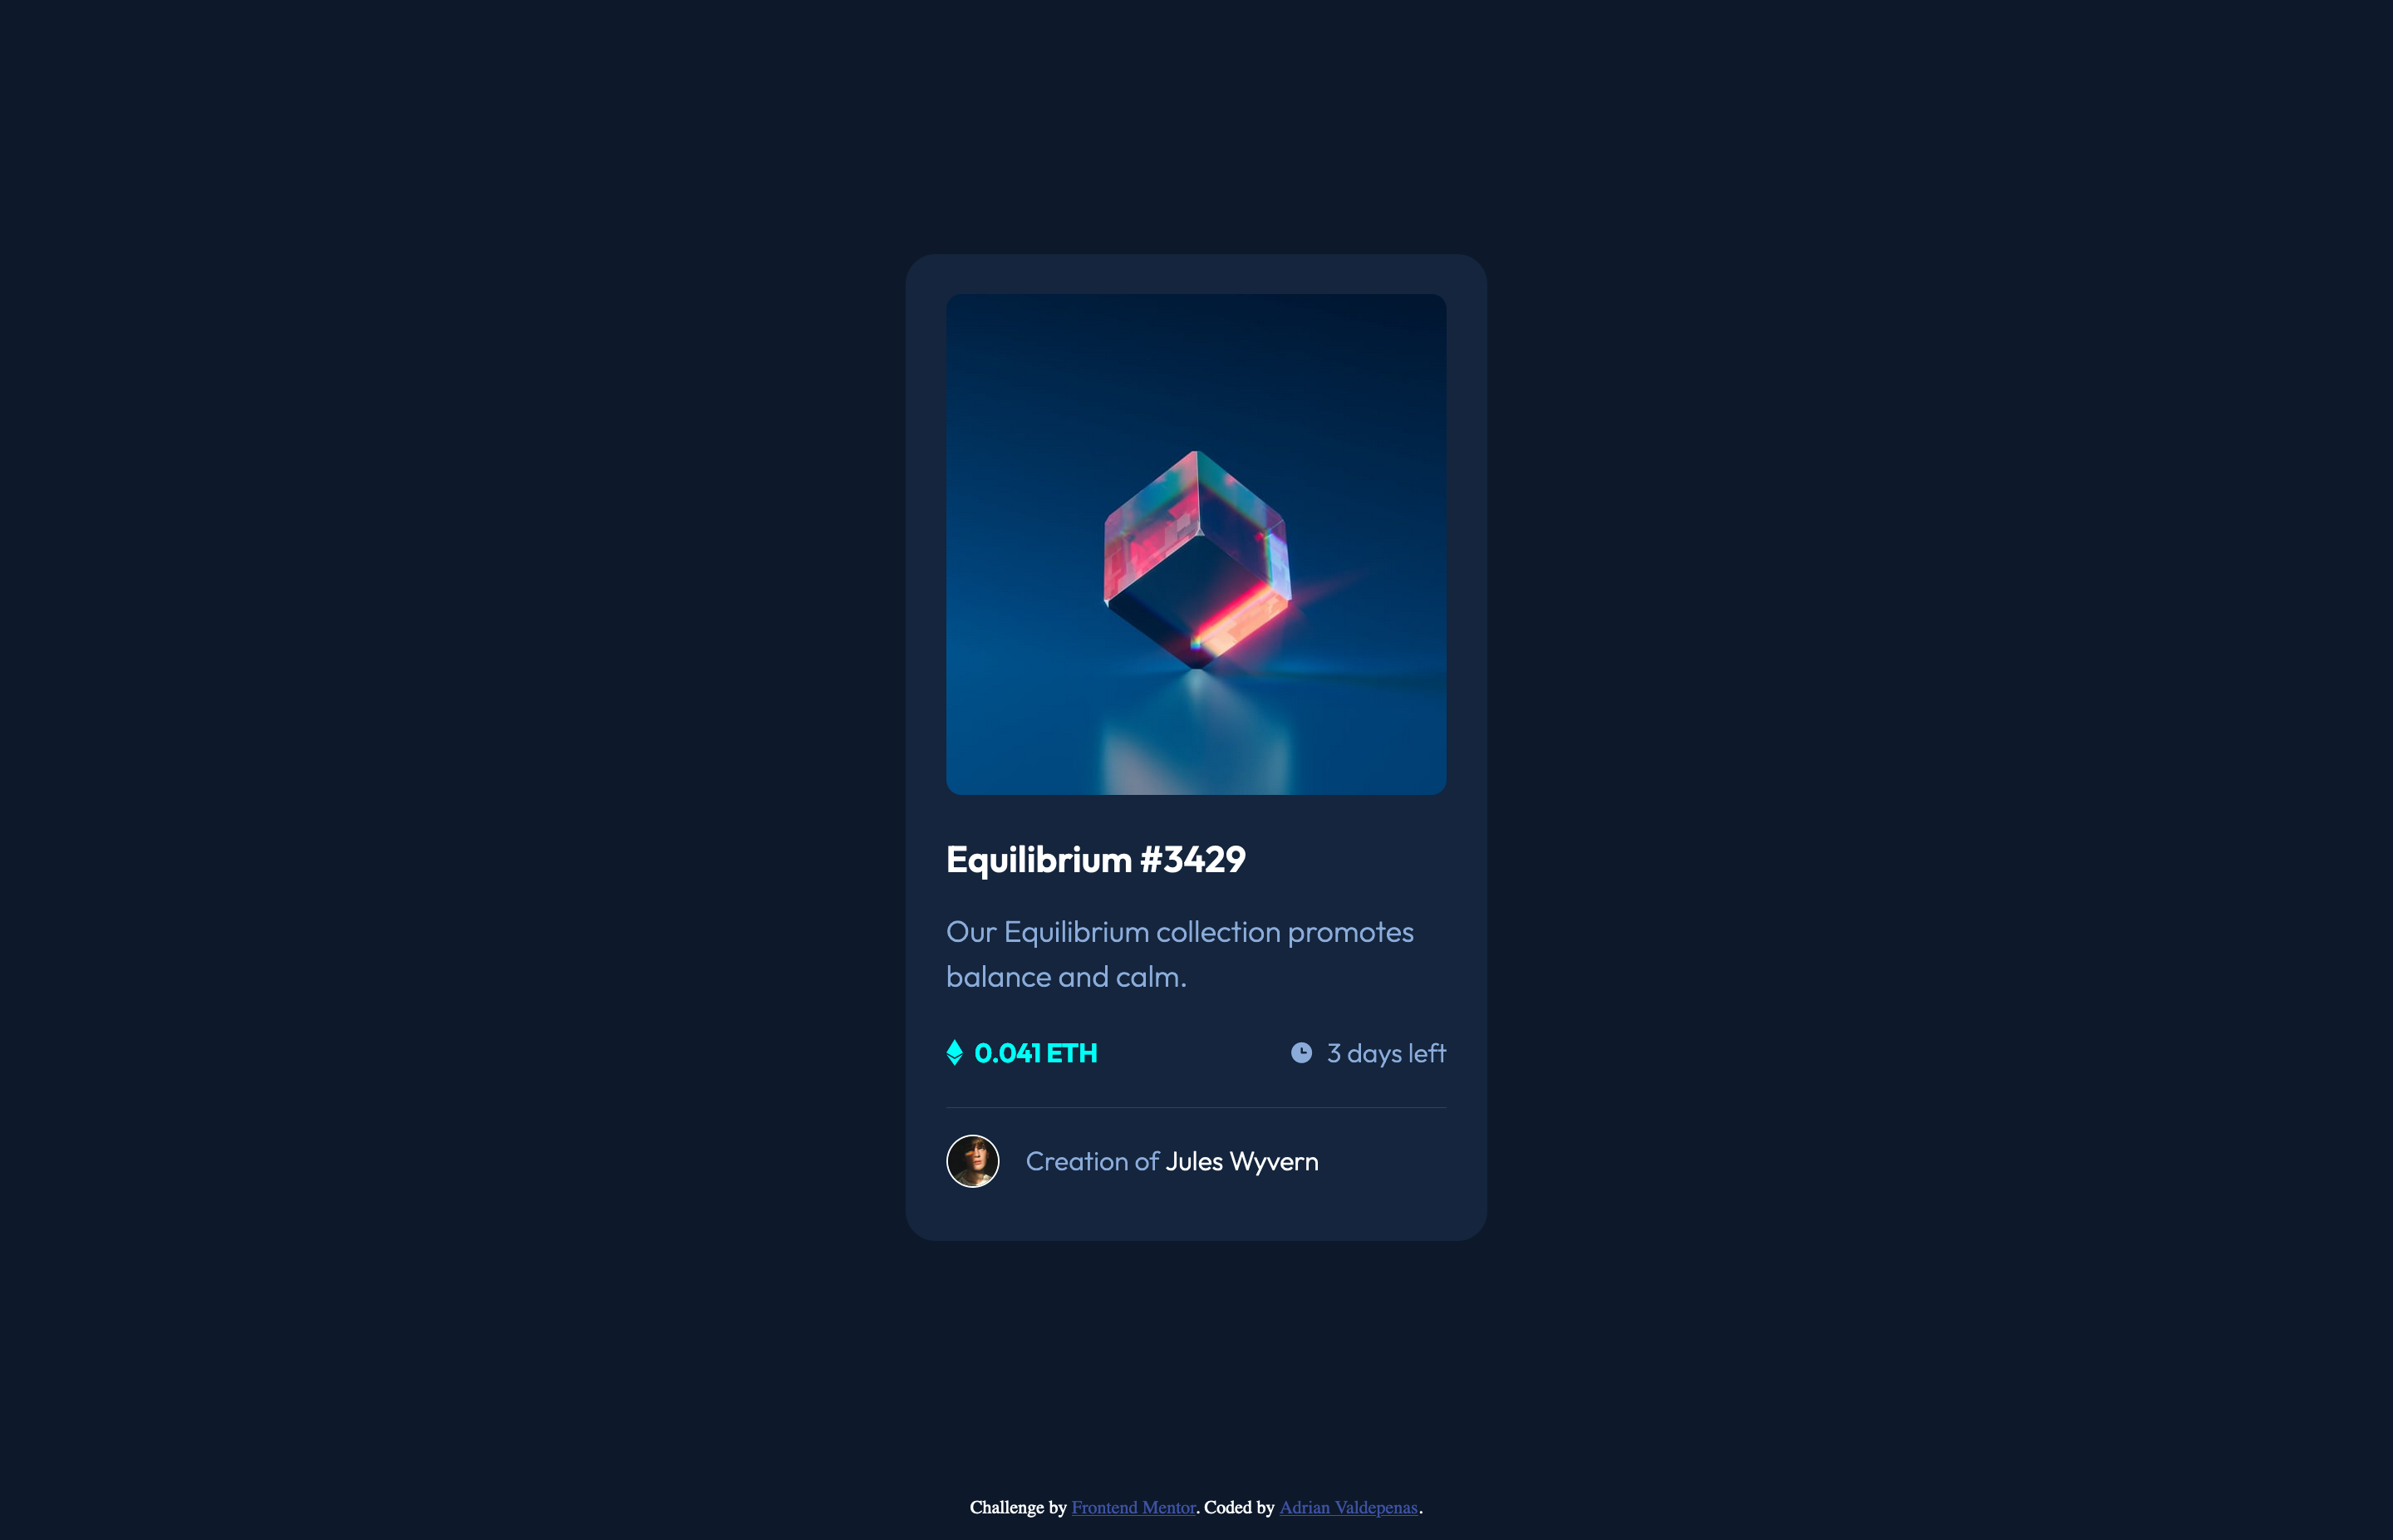 Equilibrium #3429
Our Equilibrium collection promotes
balance and calm.
0.041 ETH
3 days left
Creation of Jules Wyvern
Challenge by Frontend Mentor. Coded by Adrian Valdepenas.